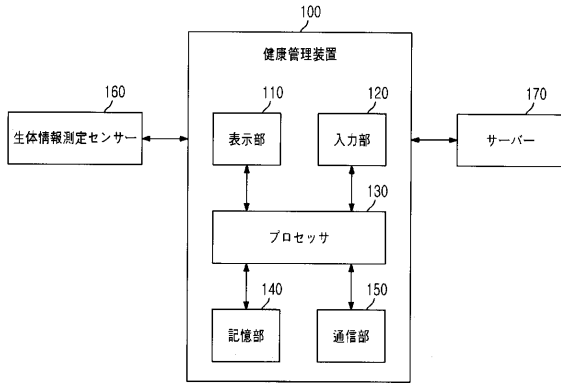 100
健康管理装置
160
生体情報測定センサー
110
表示部
120
入力部
170
サーバー
130
プロセッサ
140
記憶部
150
通信部